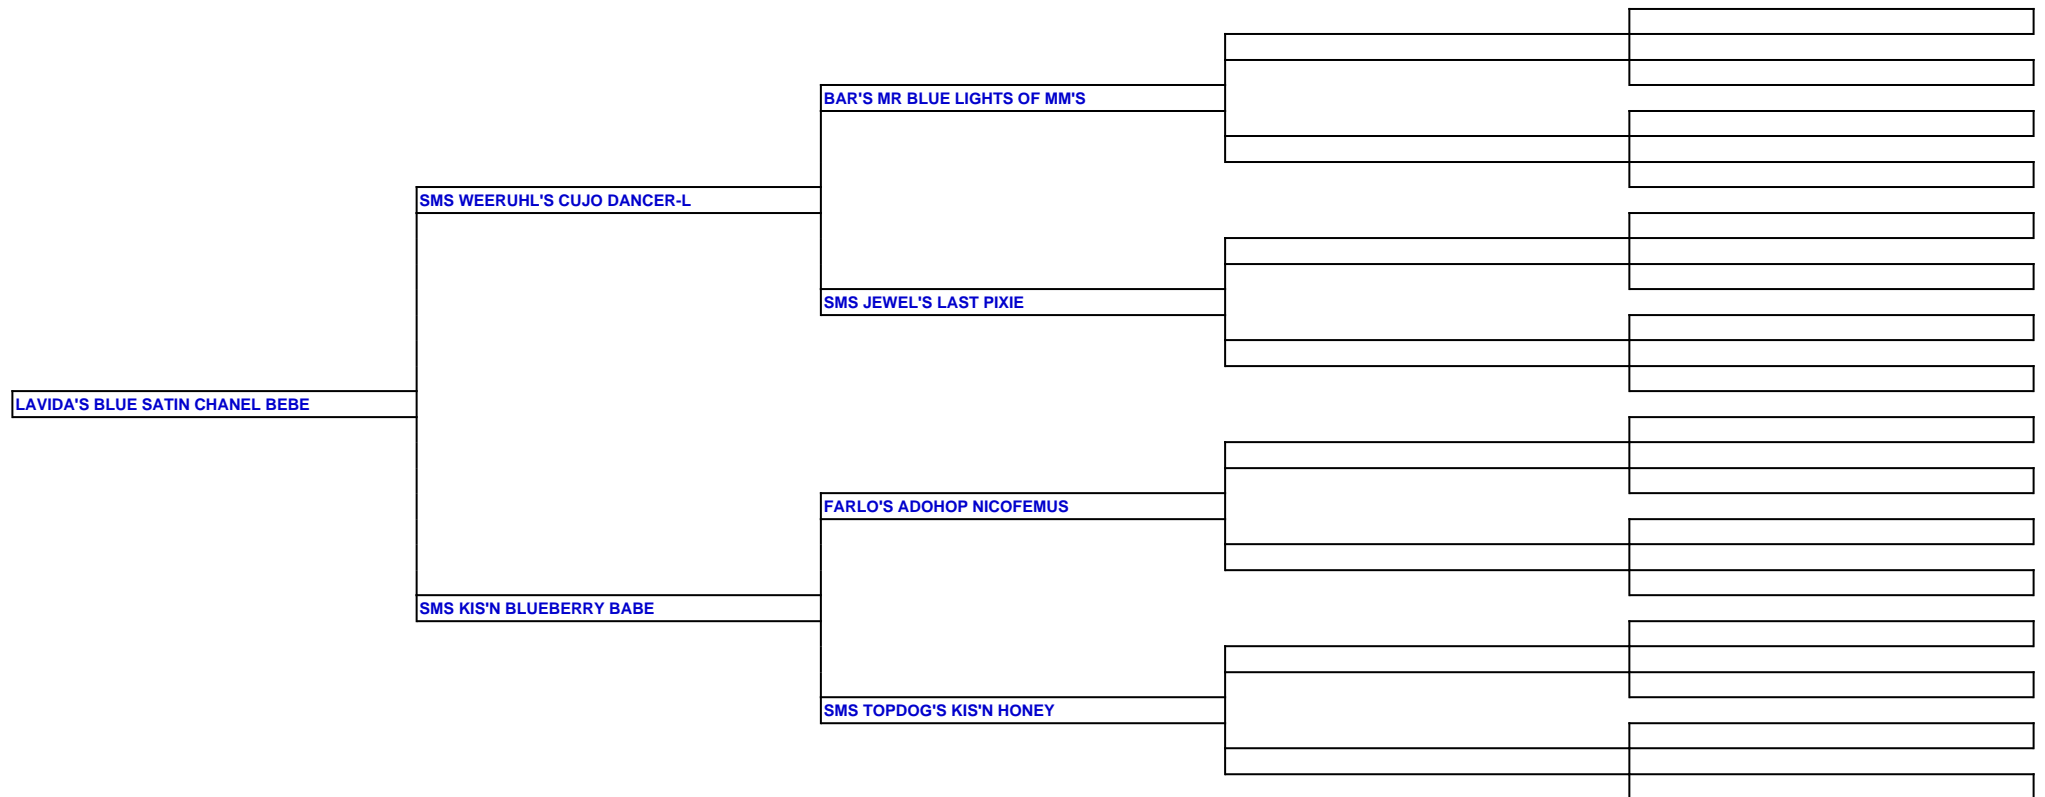 BAR'S MR BLUE LIGHTS OF MM'S
SMS WEERUHL'S CUJO DANCER-L
SMS JEWEL'S LAST PIXIE
LAVIDA'S BLUE SATIN CHANEL BEBE
FARLO'S ADOHOP NICOFEMUS
SMS KIS'N BLUEBERRY BABE
SMS TOPDOG'S KIS'N HONEY